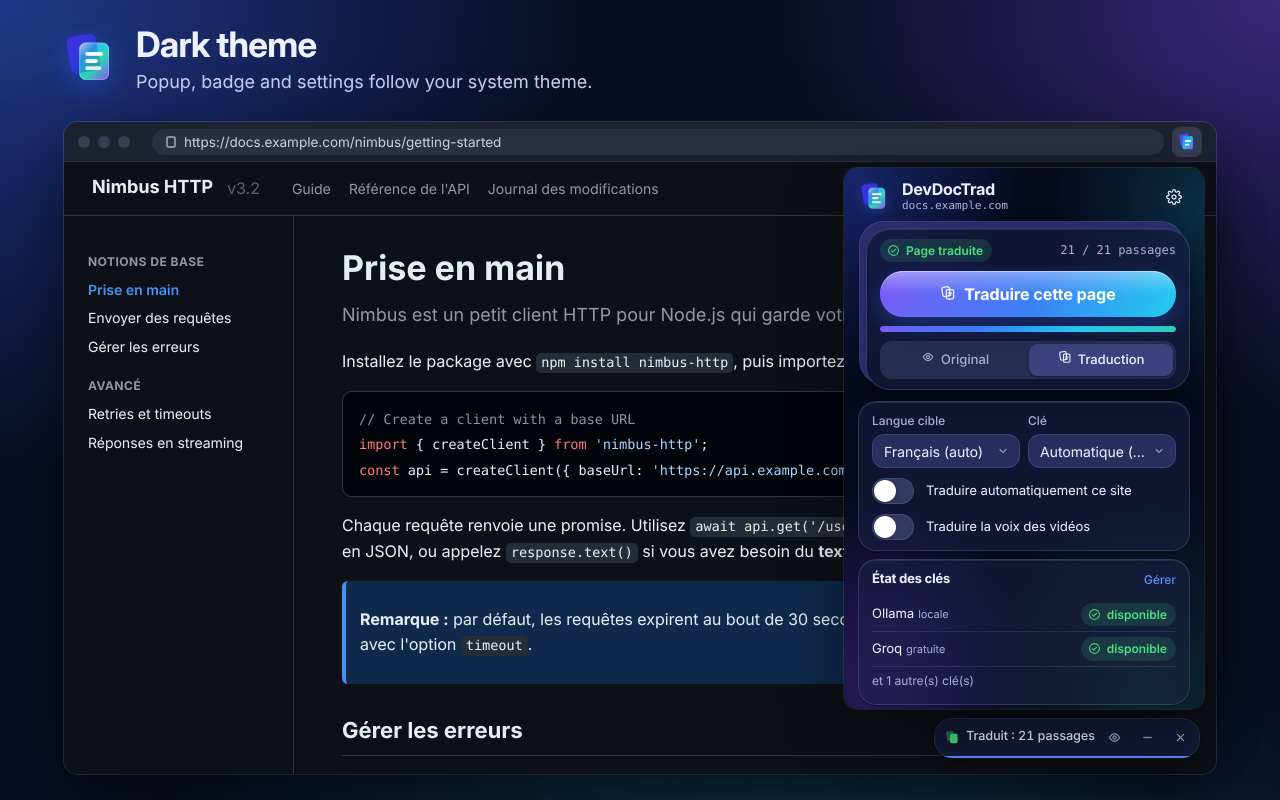 Dark theme
Popup, badge and settings follow your system theme.
https://docs.example.com/nimbus/getting-started
Nimbus HTTP v3.2 Guide Référence de l'API Journal des modifications
NOTIONS DE BASE
Prise en main
Envoyer des requêtes
Gérer les erreurs
AVANCÉ
Retries et timeouts
Réponses en streaming
Prise en main
Nimbus est un petit client HTTP pour Node.js qui garde
Installez le package avec npm install nimbus-http, puis importez
// Create a client with a base URL
import { createClient } from 'nimbus-http';
const api = createClient({ baseUrl: 'https://api.example.com
Chaque requête renvoie une promise. Utilisez await api.get('/use
en JSON, ou appelez response.text() si vous avez besoin du text
Remarque : par défaut, les requêtes expirent au bout de 30 seco
avec l'option timeout.
Gérer les erreurs
DevDocTrad
docs.example.com
Page traduite 21 / 21 passages
Traduire cette page
Original Traduction
Langue cible Clé
Français (auto) Automatique (...
Traduire automatiquement ce site
Traduire la voix des vidéos
État des clés Gérer
Ollama locale disponible
Groq gratuite disponible
et 1 autre(s) clé(s)
Traduit : 21 passages